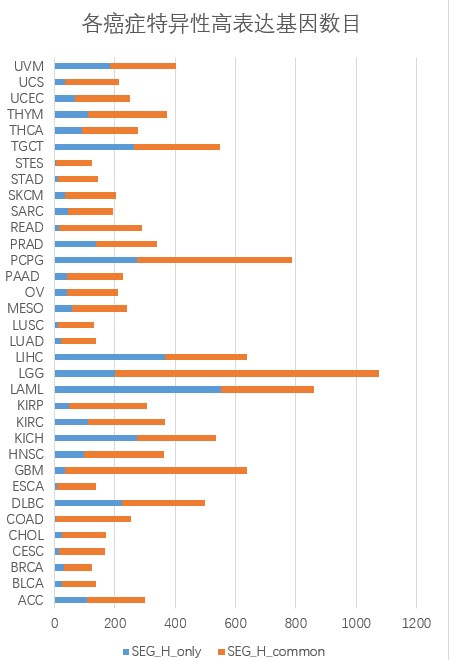 各癌症特异性高表达基因数目
UVM
UCS
UCEC
THYM
THCA
TGCT
STES
STAD
SKCM
SARC
READ
PRAD
PCPG
PAAD
OV
MESO
LUSC
LUAD
LIHC
LGG
LAML
KIRP
KIRC
KICH
HNSC
GBM
ESCA
DLBC
COAD
CHOL
CESC
BRCA
BLCA
ACC
0 200 400 600 800 1000 1200
SEG_H_only SEG_H_common